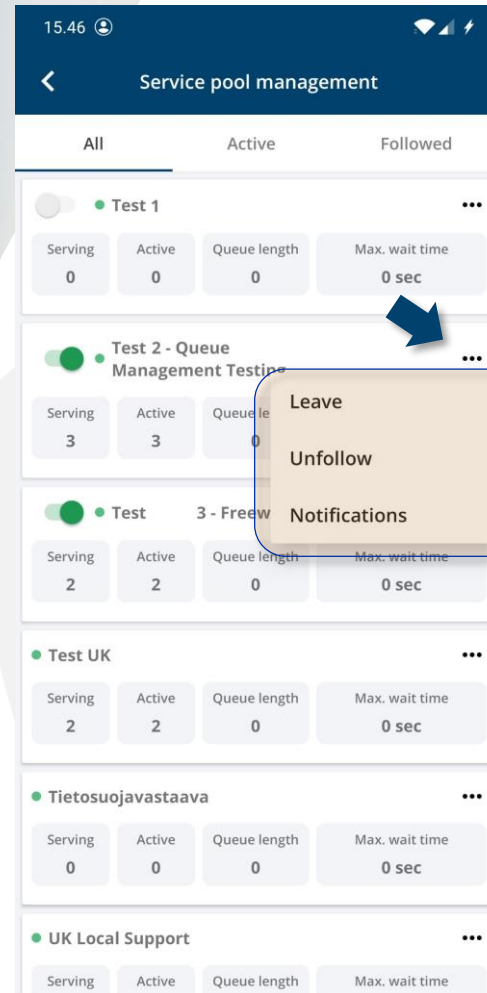 15.46
Service pool management
All Active Followed
Test 1
Serving Active Queue length Max. wait time
0 0 0 0 sec
Test 2 - Queue
Management Testing
Leave
Serving Active Queue le
3 3 0
Unfollow
Test 3 - Freew
Notifications
Serving Active Queue length Max. wait time
2 2 0 0 sec
Test UK
Serving Active Queue length Max. wait time
2 2 0 0 sec
Tietosuojavastaava
Serving Active Queue length Max. wait time
0 0 0 0 sec
UK Local Support
Serving Active Queue length Max. wait time